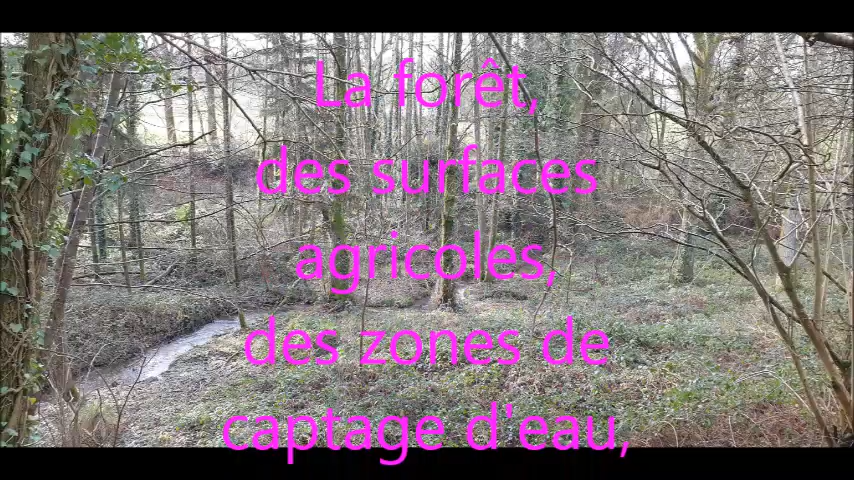 La forêt,
des surfaces
agricoles,
des zones de
captage d'eau,